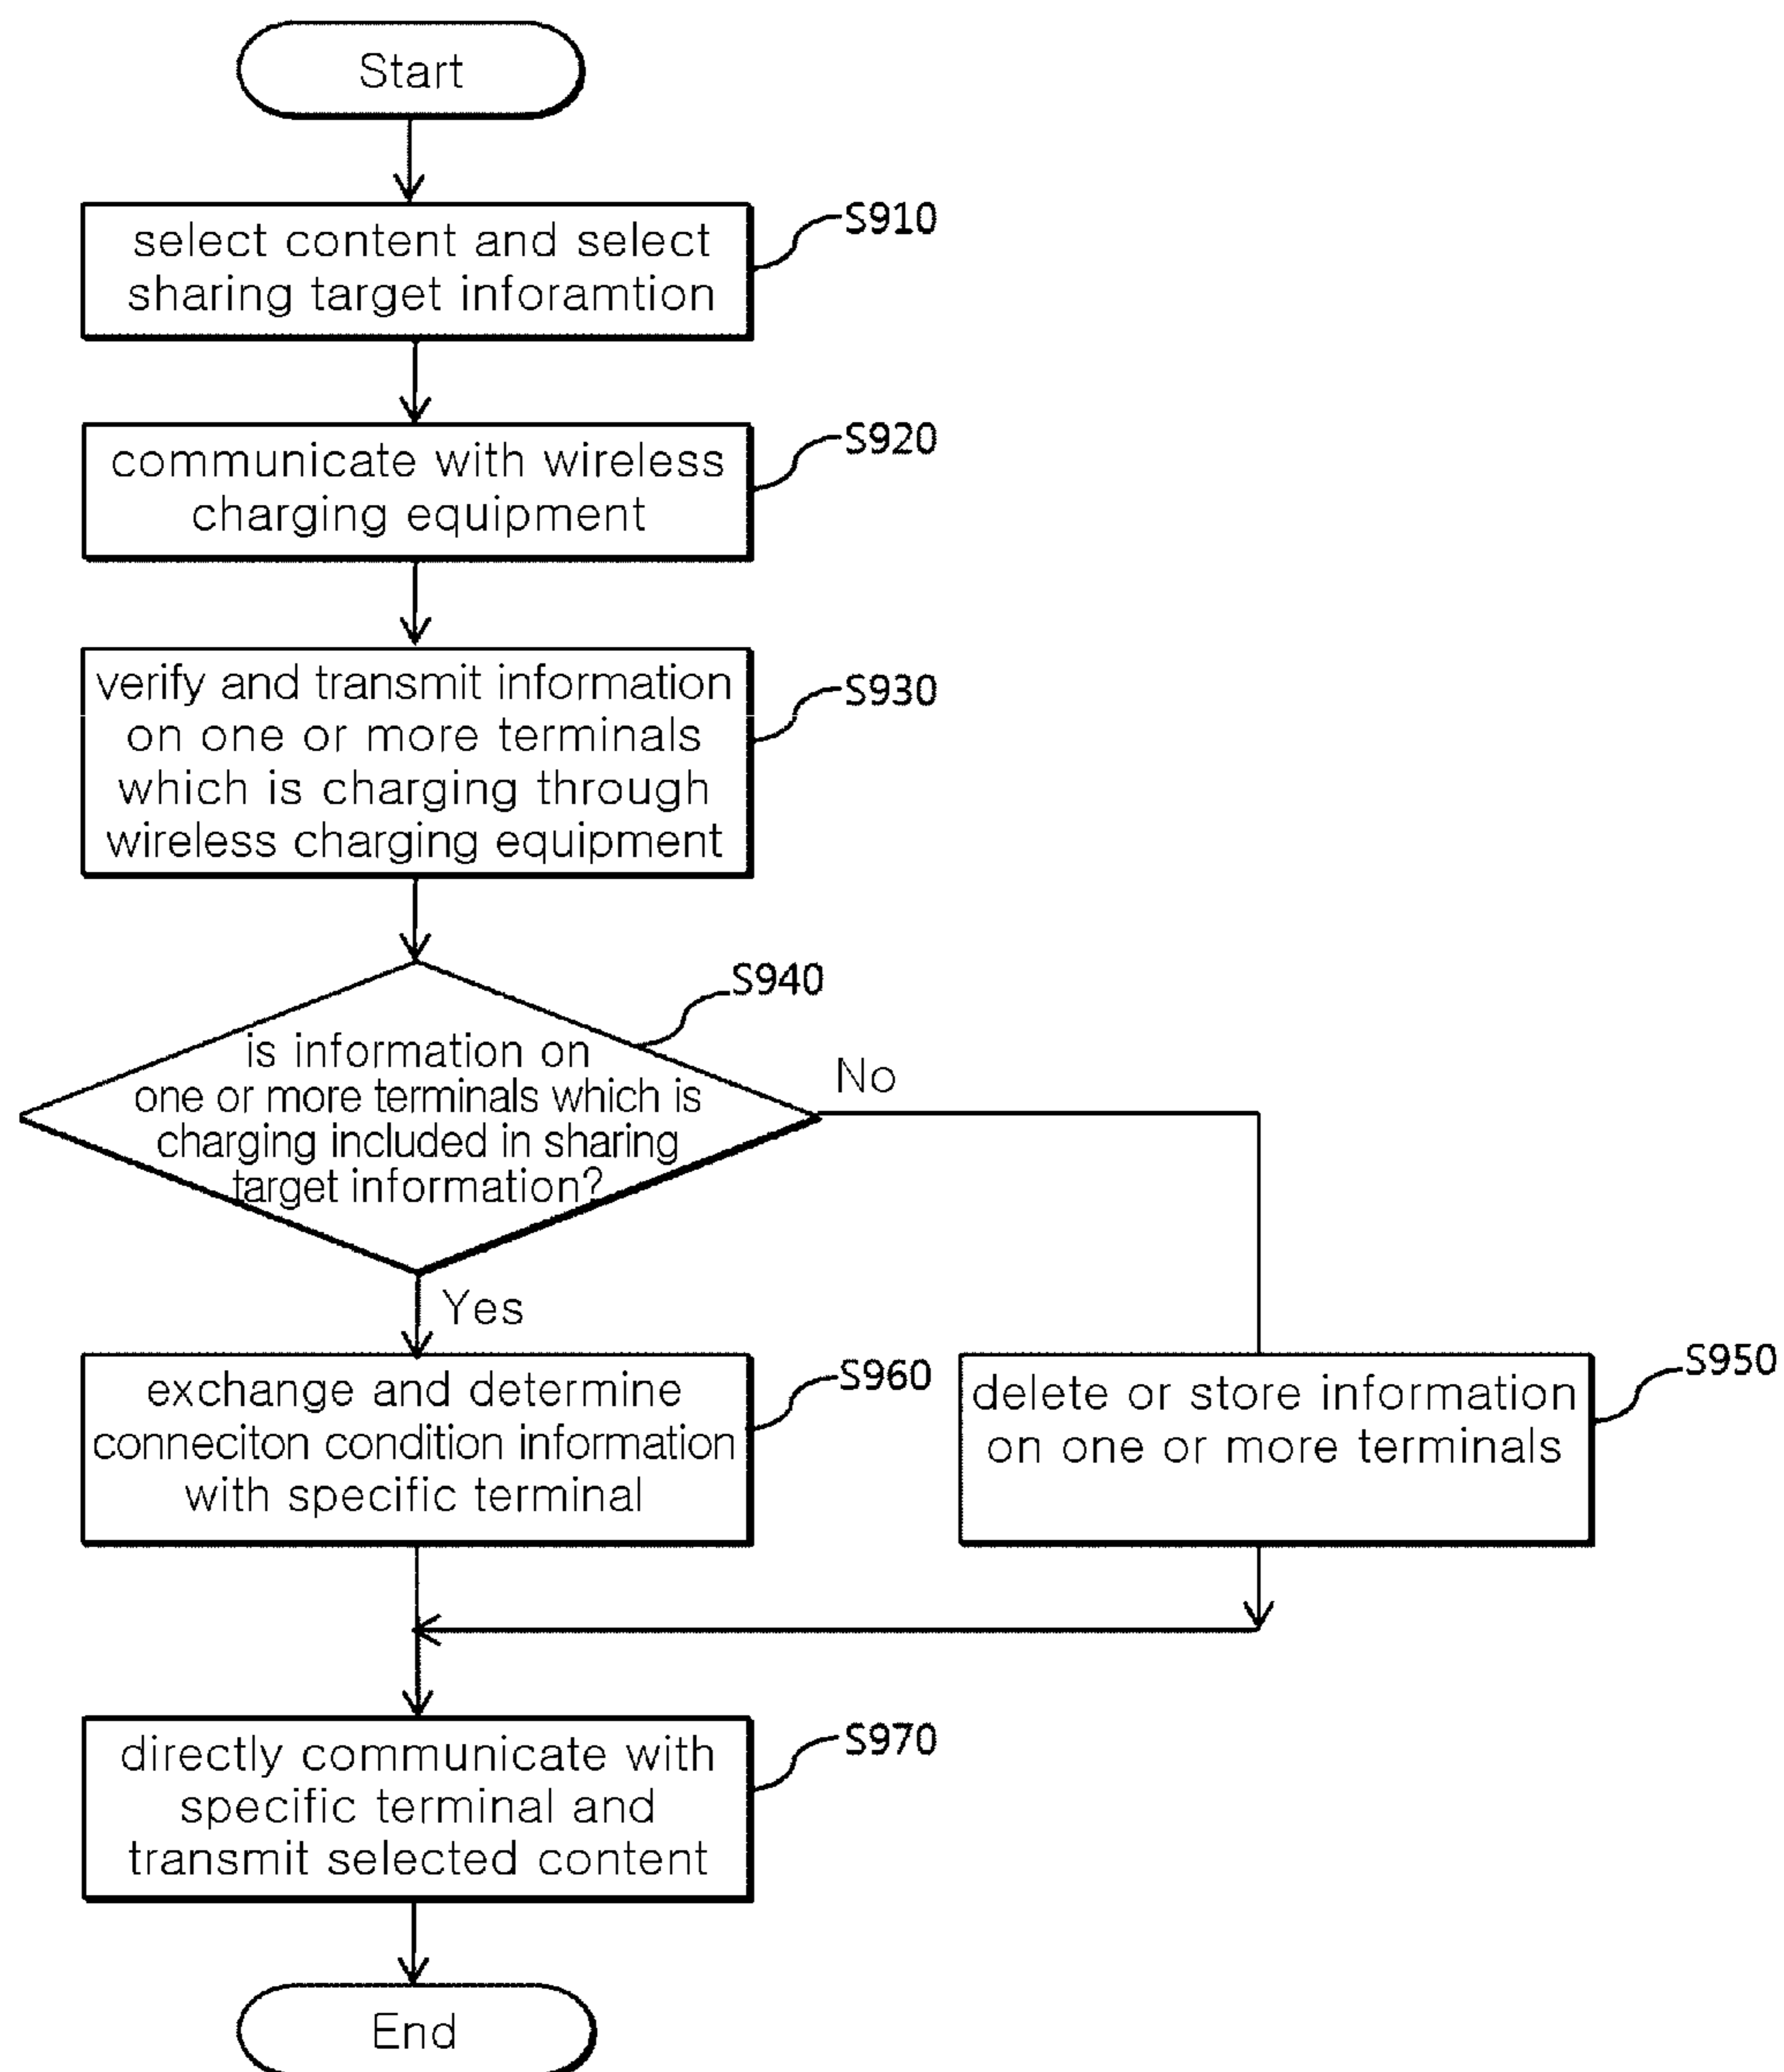 Start
select content and select
sharing target inforamtion
S910
communicate with wireless
charging equipment
S920
verify and transmit information
on one or more terminals
which is charging through
wireless charging equipment
S930
is information on
one or more terminals which is
charging included in sharing
target information?
S940
No
Yes
exchange and determine
conneciton condition information
with specific terminal
S960
delete or store information
on one or more terminals
S950
directly communicate with
specific terminal and
transmit selected content
S970
End